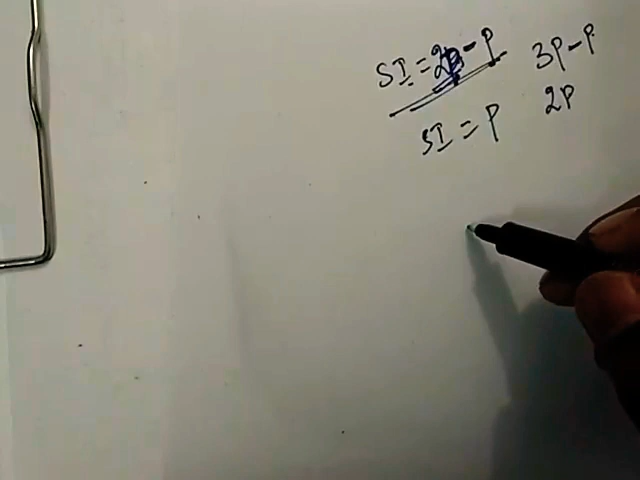 SI = 2P - P
SI = P
3P - P
2P